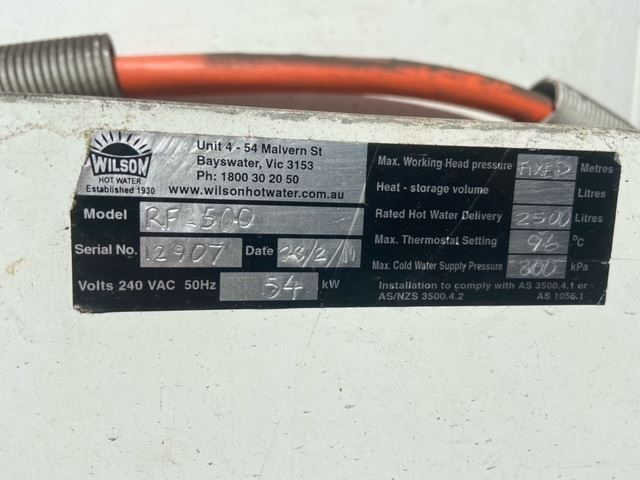 WILSON
HOT WATER
Established 1930
Unit 4 - 54 Malvern St
Bayswater, Vic 3153
Ph: 1800 30 20 50
www.wilsonhotwater.com.au
Model
Serial No. 12907 Date 23/2/11
Volts 240 VAC 50Hz 54 kW
Max. Working Head pressure FIXED Metres
Heat - storage volume Litres
Rated Hot Water Delivery 2500 Litres
Max. Thermostat Setting 96 °C
Max. Cold Water Supply Pressure 800 kPa
Installation to comply with AS 3500.4.1 or
AS/NZS 3500.4.2 AS 1056.1